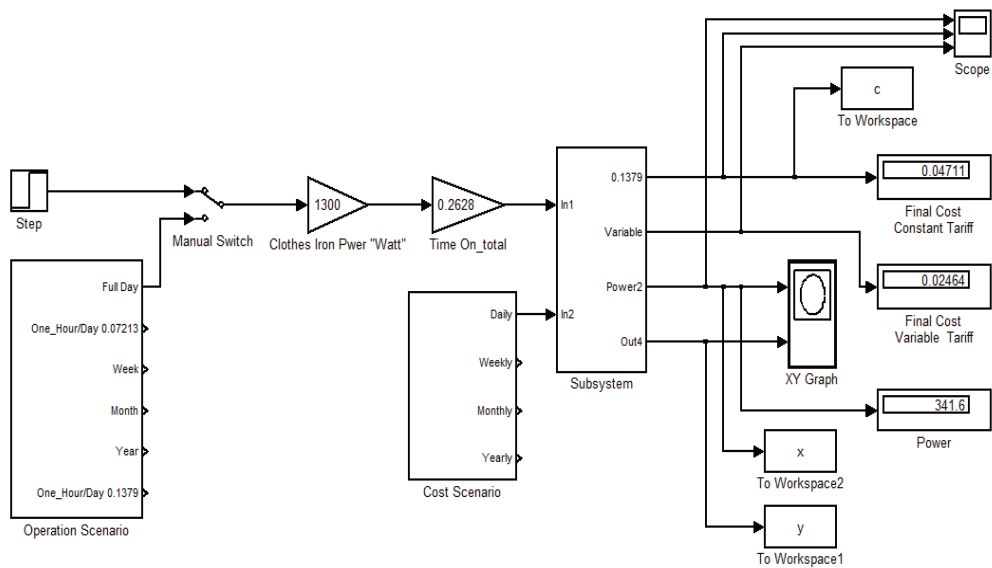 Scope
c
To Workspace
Step
Manual Switch
1300
Clothes Iron Pwer "Watt"
0.2628
Time On_total
In1
In2
0.1379
Variable
Power2
Out4
Subsystem
0.04711
Final Cost
Constant Tariff
0.02464
Final Cost
Variable Tariff
XY Graph
341.6
Power
x
To Workspace2
y
To Workspace1
Full Day
One_Hour/Day 0.07213
Week
Month
Year
One_Hour/Day 0.1379
Operation Scenario
Daily
Weekly
Monthly
Yearly
Cost Scenario